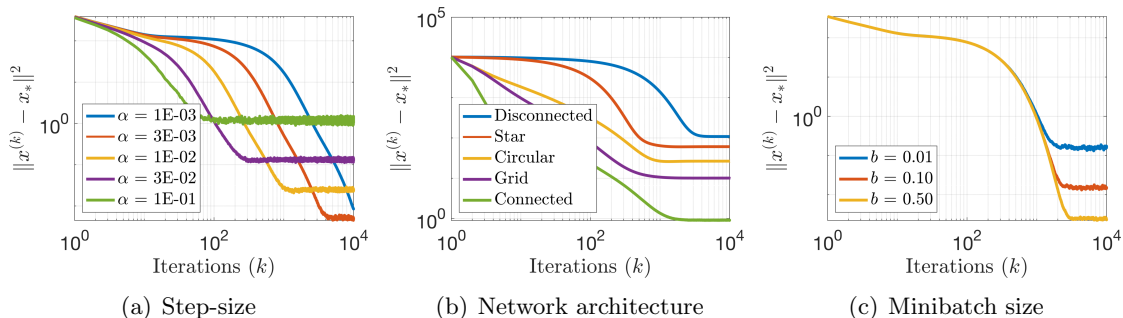 ‖x^(k) − x_*‖²
10^0
α = 1E-03
α = 3E-03
α = 1E-02
α = 3E-02
α = 1E-01
10^0 10^2 10^4
Iterations (k)
(a) Step-size
‖x^(k) − x_*‖²
10^5
10^0
Disconnected
Star
Circular
Grid
Connected
10^0 10^2 10^4
Iterations (k)
(b) Network architecture
‖x^(k) − x_*‖²
10^0
b = 0.01
b = 0.10
b = 0.50
10^0 10^2 10^4
Iterations (k)
(c) Minibatch size